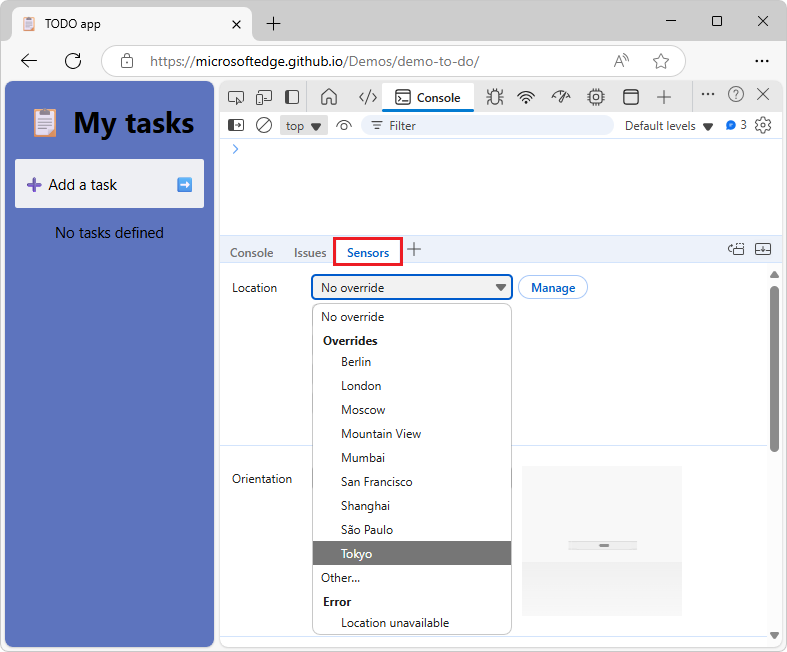 TODO app
https://microsoftedge.github.io/Demos/demo-to-do/
My tasks
Add a task
No tasks defined
Console
top
Filter
Default levels
3
Console Issues Sensors
Location
No override
Manage
No override
Overrides
Berlin
London
Moscow
Mountain View
Mumbai
San Francisco
Shanghai
São Paulo
Tokyo
Other...
Error
Location unavailable
Orientation